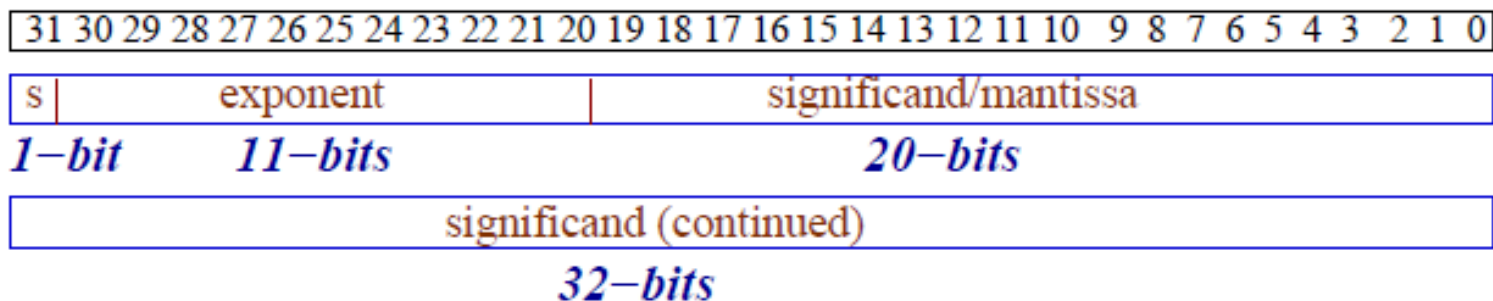 31 30 29 28 27 26 25 24 23 22 21 20 19 18 17 16 15 14 13 12 11 10 9 8 7 6 5 4 3 2 1 0
s exponent significand/mantissa
1−bit 11−bits 20−bits
significand (continued)
32−bits